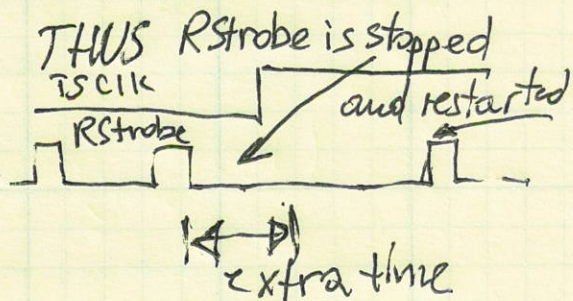 THUS RStrobe is stopped
TSClk
and restarted
RStrobe
extra time